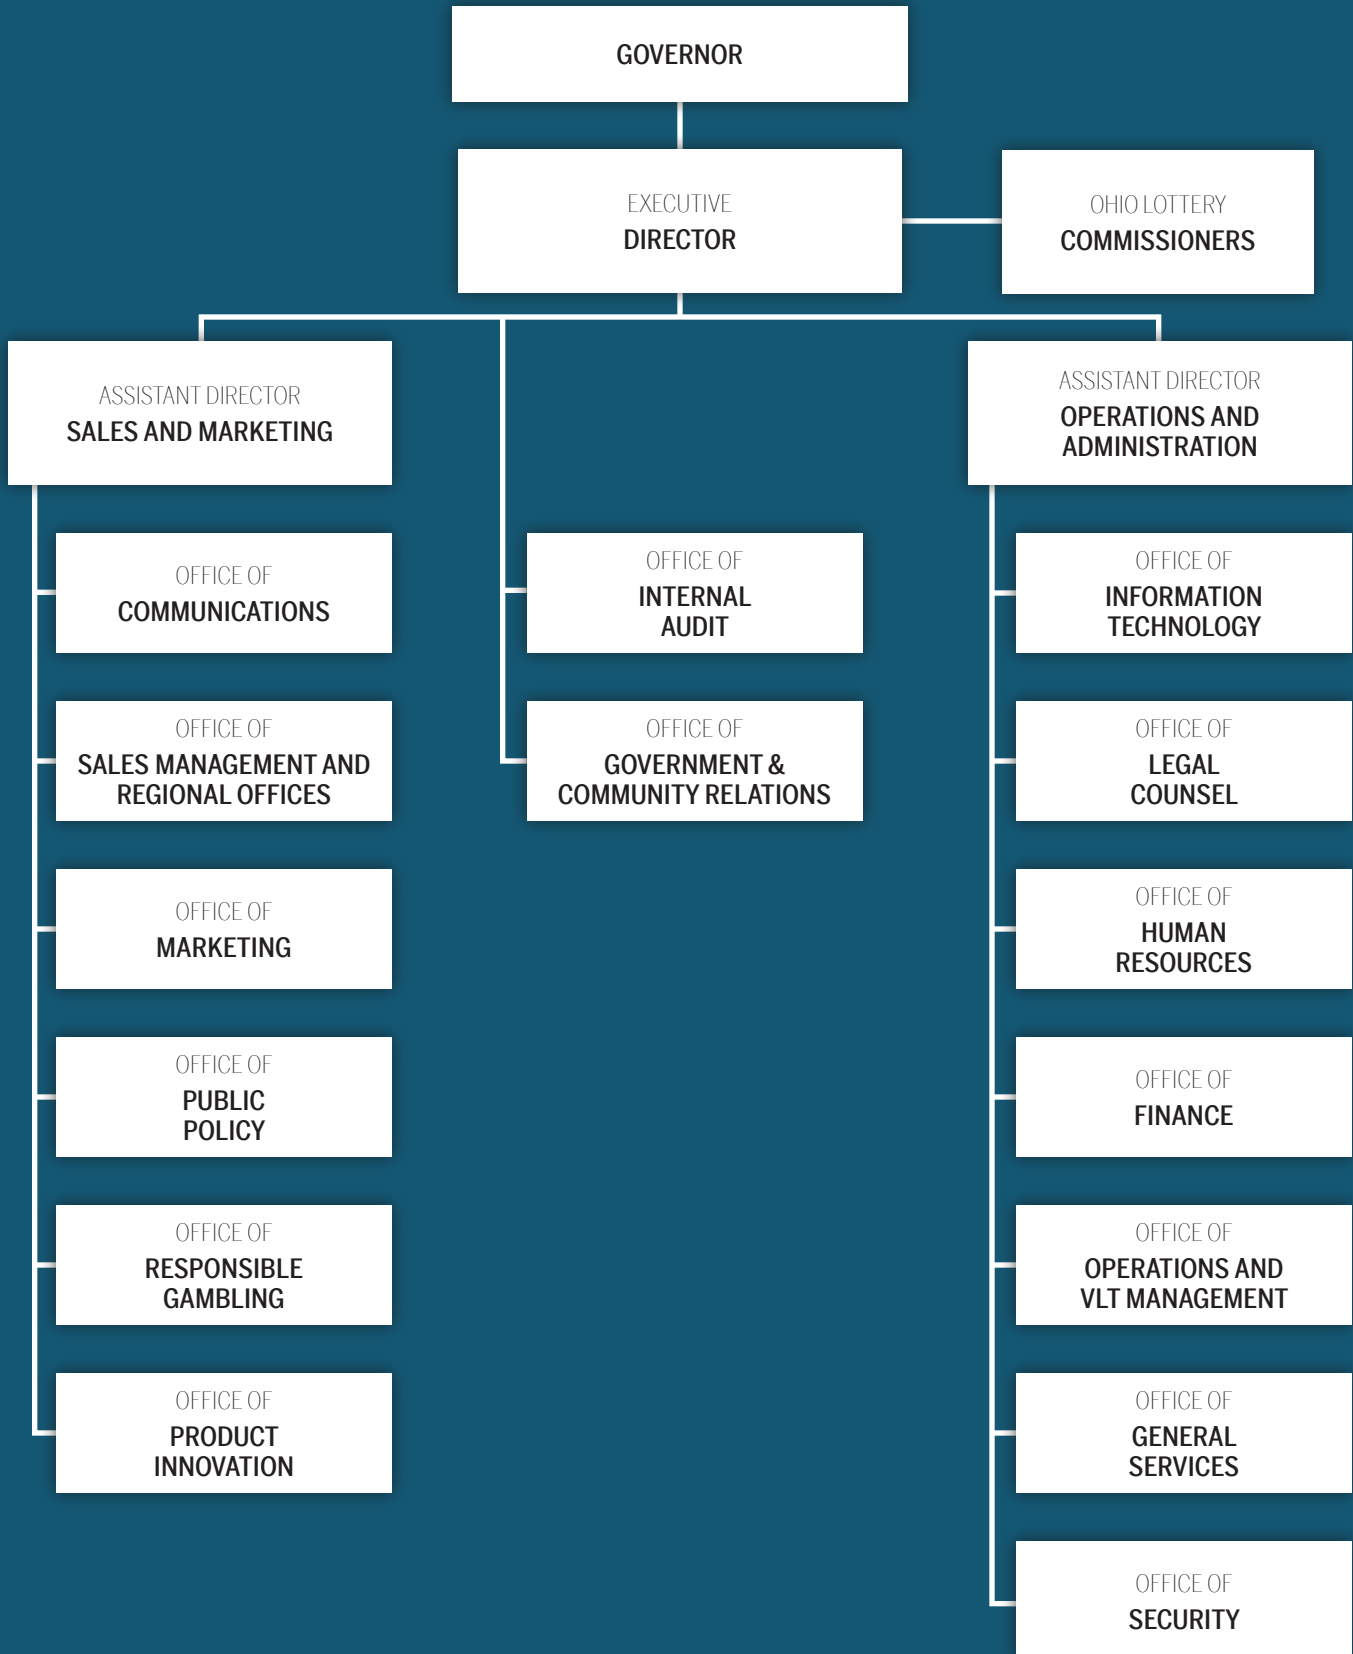 GOVERNOR
EXECUTIVE
DIRECTOR
OHIO LOTTERY
COMMISSIONERS
ASSISTANT DIRECTOR
SALES AND MARKETING
OFFICE OF
COMMUNICATIONS
OFFICE OF
SALES MANAGEMENT AND
REGIONAL OFFICES
OFFICE OF
MARKETING
OFFICE OF
PUBLIC
POLICY
OFFICE OF
RESPONSIBLE
GAMBLING
OFFICE OF
PRODUCT
INNOVATION
OFFICE OF
INTERNAL
AUDIT
OFFICE OF
GOVERNMENT &
COMMUNITY RELATIONS
ASSISTANT DIRECTOR
OPERATIONS AND
ADMINISTRATION
OFFICE OF
INFORMATION
TECHNOLOGY
OFFICE OF
LEGAL
COUNSEL
OFFICE OF
HUMAN
RESOURCES
OFFICE OF
FINANCE
OFFICE OF
OPERATIONS AND
VLT MANAGEMENT
OFFICE OF
GENERAL
SERVICES
OFFICE OF
SECURITY